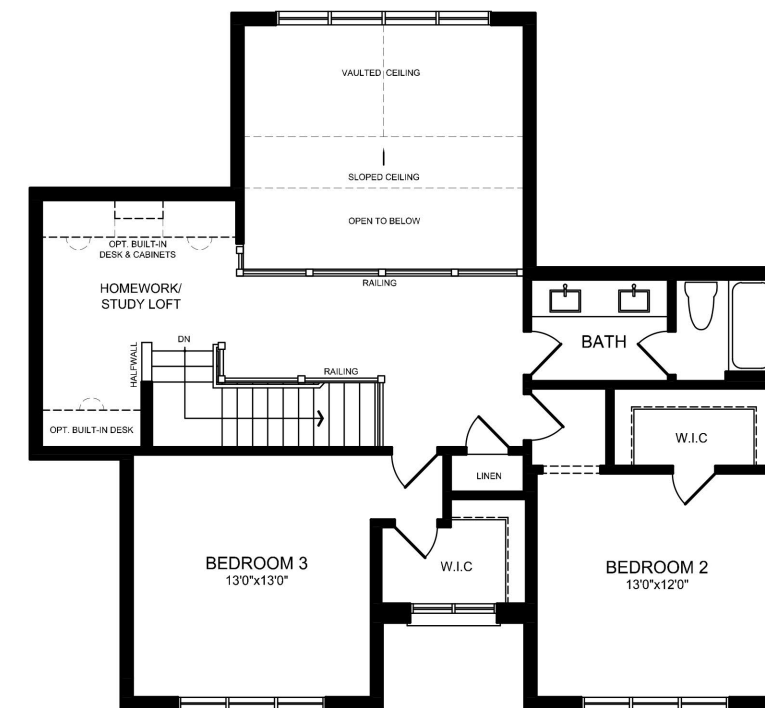 VAULTED CEILING
SLOPED CEILING
OPEN TO BELOW
RAILING
OPT. BUILT-IN
DESK & CABINETS
HOMEWORK/
STUDY LOFT
DN
HALFWALL
RAILING
OPT. BUILT-IN DESK
BATH
W.I.C
LINEN
W.I.C
BEDROOM 3
13'0"x13'0"
BEDROOM 2
13'0"x12'0"